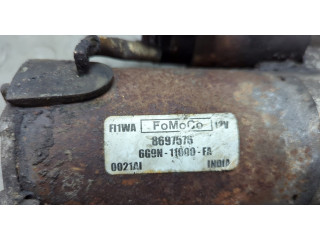 FI1WA FoMoCo 12V
8697575
6G9N-11000-FA
0021AI INDIA